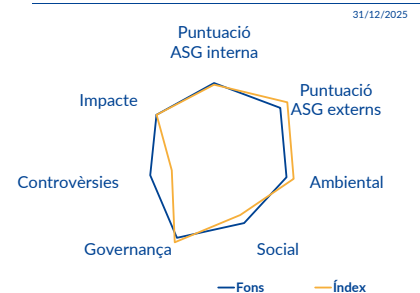 31/12/2025
Puntuació
ASG interna
Puntuació
ASG externs
Impacte
Controvèrsies
Ambiental
Governança
Social
Fons
Índex